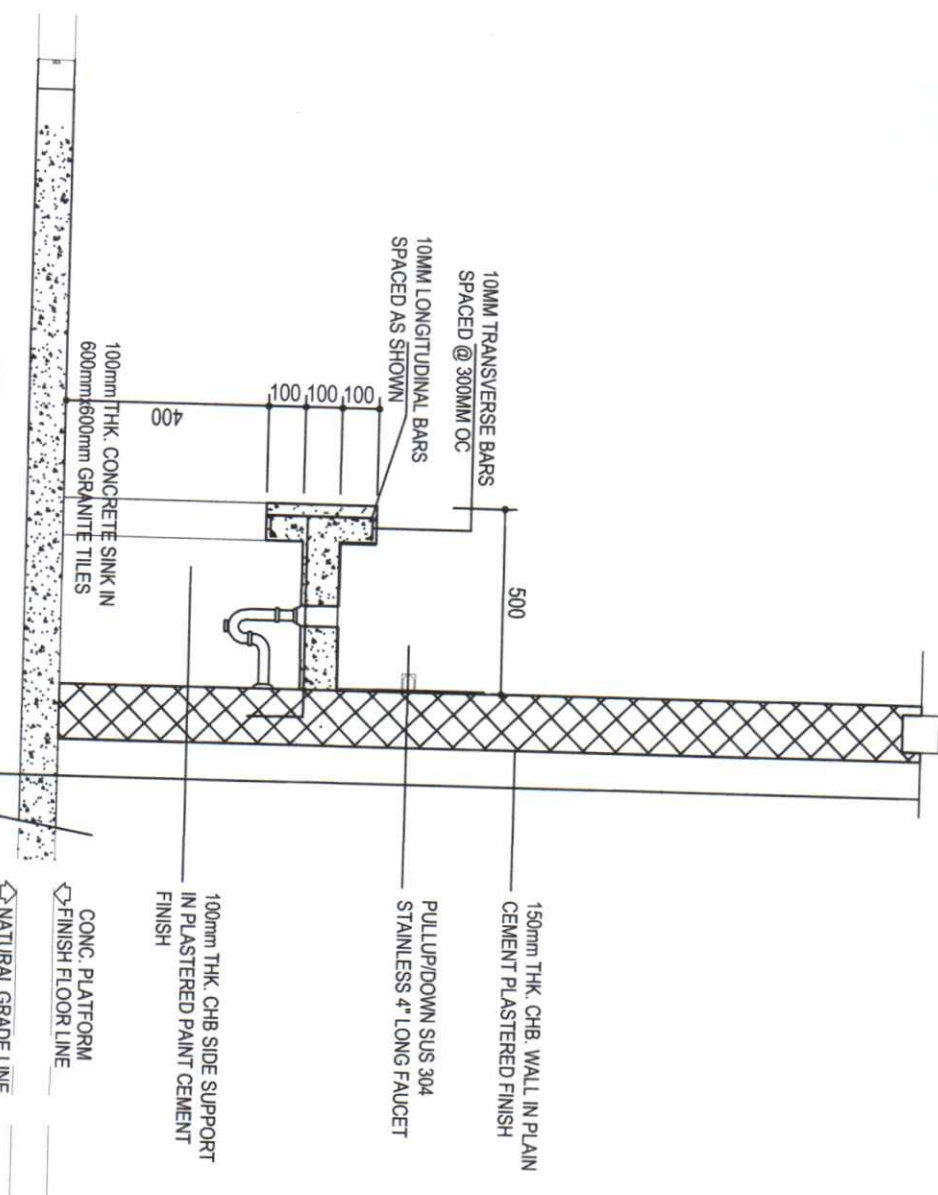 10MM TRANSVERSE BARS
SPACED @ 300MM OC
10MM LONGITUDINAL BARS
SPACED AS SHOWN
500
100
100
100
400
100mm THK. CONCRETE SINK IN
600mmx600mm GRANITE TILES
150mm THK. CHB. WALL IN PLAIN
CEMENT PLASTERED FINISH
PULLUP/DOWN SUS 304
STAINLESS 4" LONG FAUCET
100mm THK. CHB SIDE SUPPORT
IN PLASTERED PAINT CEMENT
FINISH
CONC. PLATFORM
FINISH FLOOR LINE
NATURAL GRADE LINE